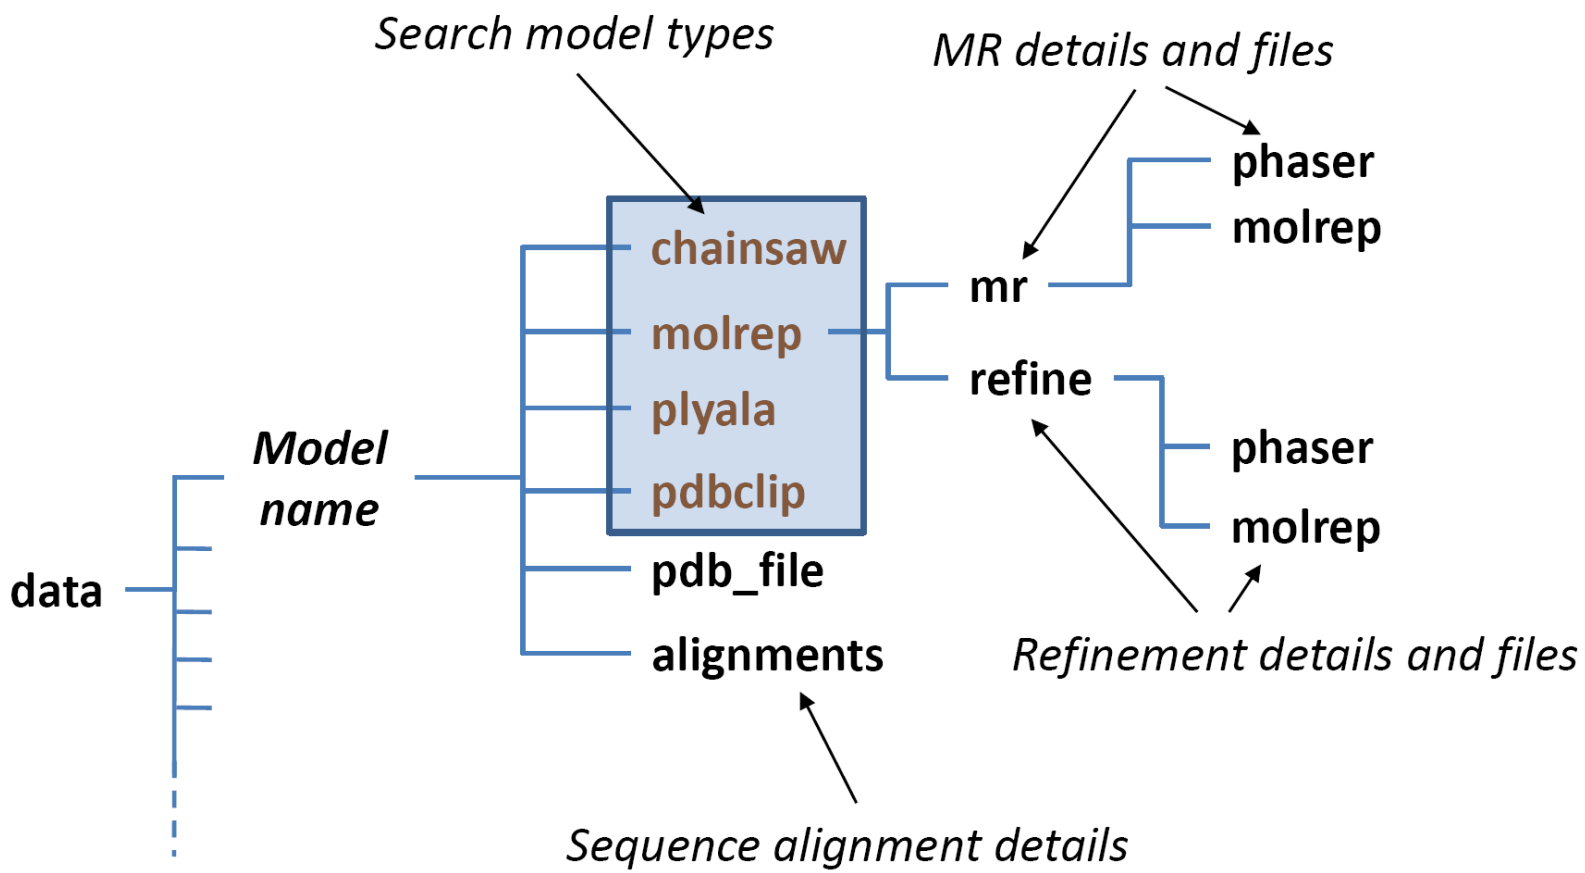 Search model types
MR details and files
phaser
molrep
chainsaw
mr
molrep
refine
plyala
Model
name
phaser
pdbclip
molrep
data
pdb_file
alignments
Refinement details and files
Sequence alignment details